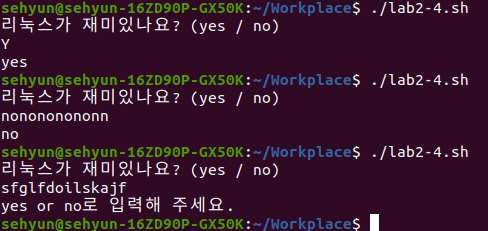 sehyun@sehyun-16ZD90P-GX50K:~/Workplace$ ./lab2-4.sh
리눅스가 재미있나요? (yes / no)
Y
yes
sehyun@sehyun-16ZD90P-GX50K:~/Workplace$ ./lab2-4.sh
리눅스가 재미있나요? (yes / no)
nononononononn
no
sehyun@sehyun-16ZD90P-GX50K:~/Workplace$ ./lab2-4.sh
리눅스가 재미있나요? (yes / no)
sfglfdoilskajf
yes or no로 입력해 주세요.
sehyun@sehyun-16ZD90P-GX50K:~/Workplace$